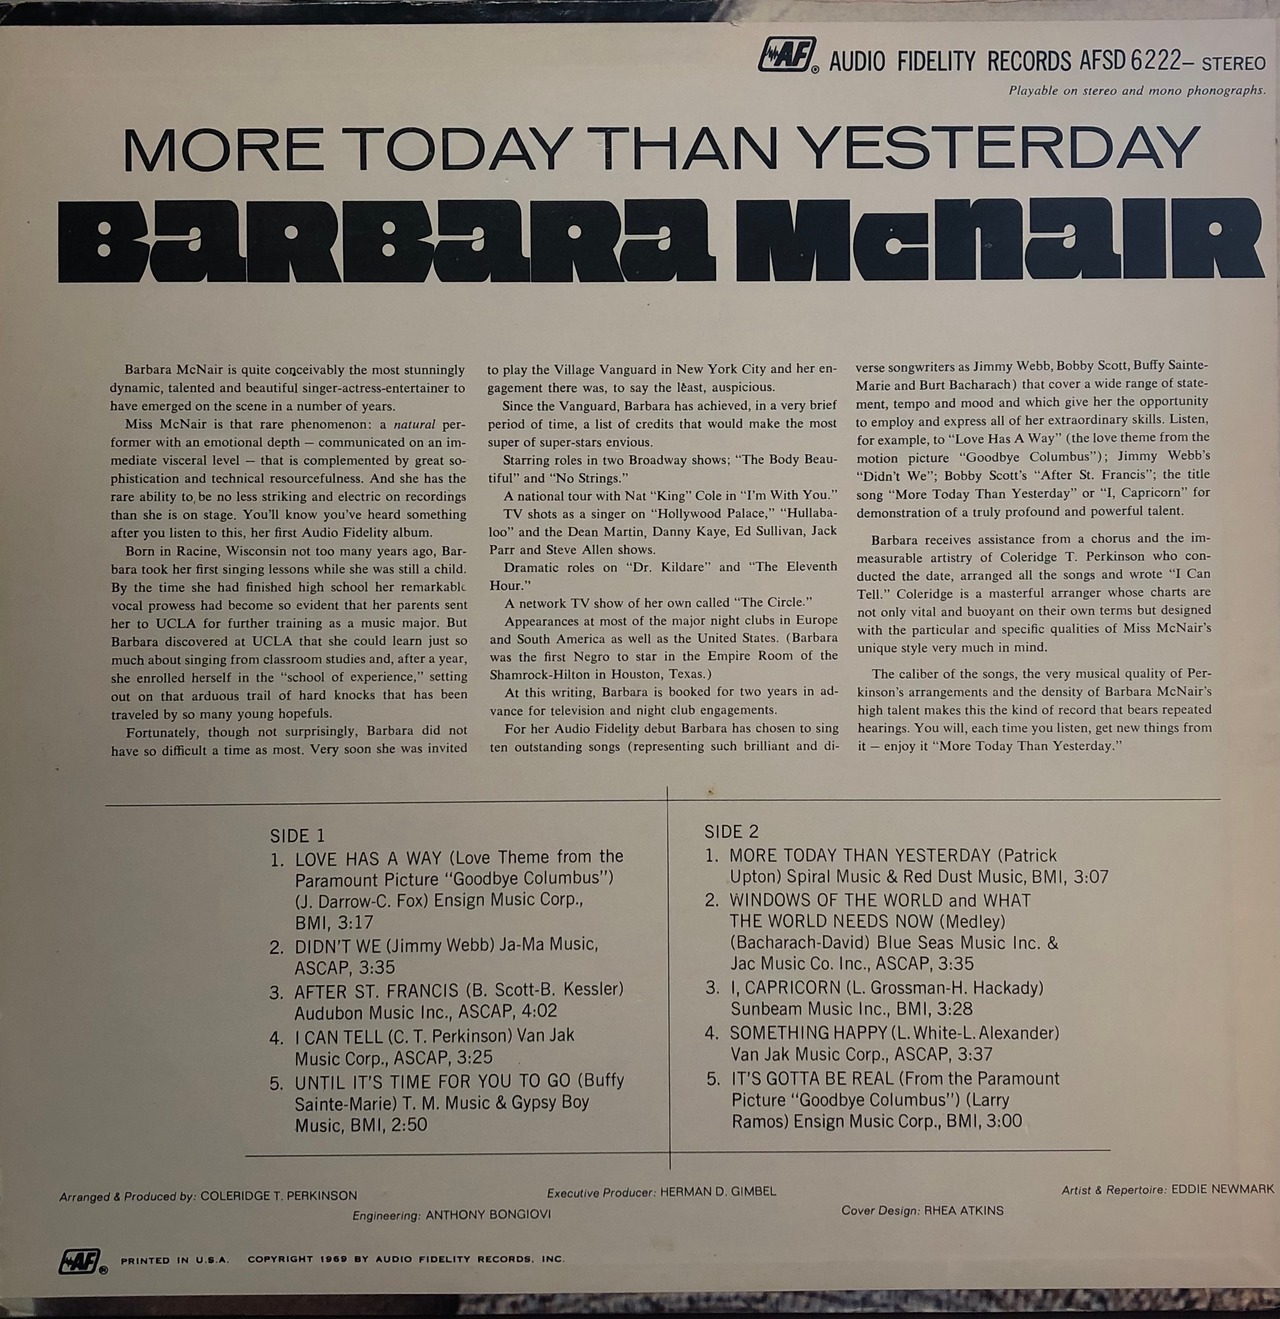 AF® AUDIO FIDELITY RECORDS AFSD 6222– STEREO
Playable on stereo and mono phonographs.
MORE TODAY THAN YESTERDAY
BaRBaRa McnaIR
Barbara McNair is quite conceivably the most stunningly
dynamic, talented and beautiful singer-actress-entertainer to
have emerged on the scene in a number of years.
Miss McNair is that rare phenomenon: a natural per-
former with an emotional depth – communicated on an im-
mediate visceral level – that is complemented by great so-
phistication and technical resourcefulness. And she has the
rare ability to be no less striking and electric on recordings
than she is on stage. You'll know you've heard something
after you listen to this, her first Audio Fidelity album.
Born in Racine, Wisconsin not too many years ago, Bar-
bara took her first singing lessons while she was still a child.
By the time she had finished high school her remarkable
vocal prowess had become so evident that her parents sent
her to UCLA for further training as a music major. But
Barbara discovered at UCLA that she could learn just so
much about singing from classroom studies and, after a year,
she enrolled herself in the “school of experience,” setting
out on that arduous trail of hard knocks that has been
traveled by so many young hopefuls.
Fortunately, though not surprisingly, Barbara did not
have so difficult a time as most. Very soon she was invited
to play the Village Vanguard in New York City and her en-
gagement there was, to say the least, auspicious.
Since the Vanguard, Barbara has achieved, in a very brief
period of time, a list of credits that would make the most
super of super-stars envious.
Starring roles in two Broadway shows; “The Body Beau-
tiful” and “No Strings.”
A national tour with Nat “King” Cole in “I'm With You.”
TV shots as a singer on “Hollywood Palace,” “Hullaba-
loo” and the Dean Martin, Danny Kaye, Ed Sullivan, Jack
Parr and Steve Allen shows.
Dramatic roles on “Dr. Kildare” and “The Eleventh
Hour.”
A network TV show of her own called “The Circle.”
Appearances at most of the major night clubs in Europe
and South America as well as the United States. (Barbara
was the first Negro to star in the Empire Room of the
Shamrock-Hilton in Houston, Texas.)
At this writing, Barbara is booked for two years in ad-
vance for television and night club engagements.
For her Audio Fidelity debut Barbara has chosen to sing
ten outstanding songs (representing such brilliant and di-
verse songwriters as Jimmy Webb, Bobby Scott, Buffy Sainte-
Marie and Burt Bacharach) that cover a wide range of state-
ment, tempo and mood and which give her the opportunity
to employ and express all of her extraordinary skills. Listen,
for example, to “Love Has A Way” (the love theme from the
motion picture “Goodbye Columbus”); Jimmy Webb's
“Didn't We”; Bobby Scott's “After St. Francis”; the title
song “More Today Than Yesterday” or “I, Capricorn” for
demonstration of a truly profound and powerful talent.
Barbara receives assistance from a chorus and the im-
measurable artistry of Coleridge T. Perkinson who con-
ducted the date, arranged all the songs and wrote “I Can
Tell.” Coleridge is a masterful arranger whose charts are
not only vital and buoyant on their own terms but designed
with the particular and specific qualities of Miss McNair's
unique style very much in mind.
The caliber of the songs, the very musical quality of Per-
kinson's arrangements and the density of Barbara McNair's
high talent makes this the kind of record that bears repeated
hearings. You will, each time you listen, get new things from
it – enjoy it “More Today Than Yesterday.”
SIDE 1
1. LOVE HAS A WAY (Love Theme from the
Paramount Picture “Goodbye Columbus”)
(J. Darrow-C. Fox) Ensign Music Corp.,
BMI, 3:17
2. DIDN'T WE (Jimmy Webb) Ja-Ma Music,
ASCAP, 3:35
3. AFTER ST. FRANCIS (B. Scott-B. Kessler)
Audubon Music Inc., ASCAP, 4:02
4. I CAN TELL (C. T. Perkinson) Van Jak
Music Corp., ASCAP, 3:25
5. UNTIL IT'S TIME FOR YOU TO GO (Buffy
Sainte-Marie) T. M. Music & Gypsy Boy
Music, BMI, 2:50
SIDE 2
1. MORE TODAY THAN YESTERDAY (Patrick
Upton) Spiral Music & Red Dust Music, BMI, 3:07
2. WINDOWS OF THE WORLD and WHAT
THE WORLD NEEDS NOW (Medley)
(Bacharach-David) Blue Seas Music Inc. &
Jac Music Co. Inc., ASCAP, 3:35
3. I, CAPRICORN (L. Grossman-H. Hackady)
Sunbeam Music Inc., BMI, 3:28
4. SOMETHING HAPPY (L. White-L. Alexander)
Van Jak Music Corp., ASCAP, 3:37
5. IT'S GOTTA BE REAL (From the Paramount
Picture “Goodbye Columbus”) (Larry
Ramos) Ensign Music Corp., BMI, 3:00
Arranged & Produced by: COLERIDGE T. PERKINSON
Executive Producer: HERMAN D. GIMBEL
Artist & Repertoire: EDDIE NEWMARK
Engineering: ANTHONY BONGIOVI
Cover Design: RHEA ATKINS
AF® PRINTED IN U.S.A. COPYRIGHT 1969 BY AUDIO FIDELITY RECORDS, INC.